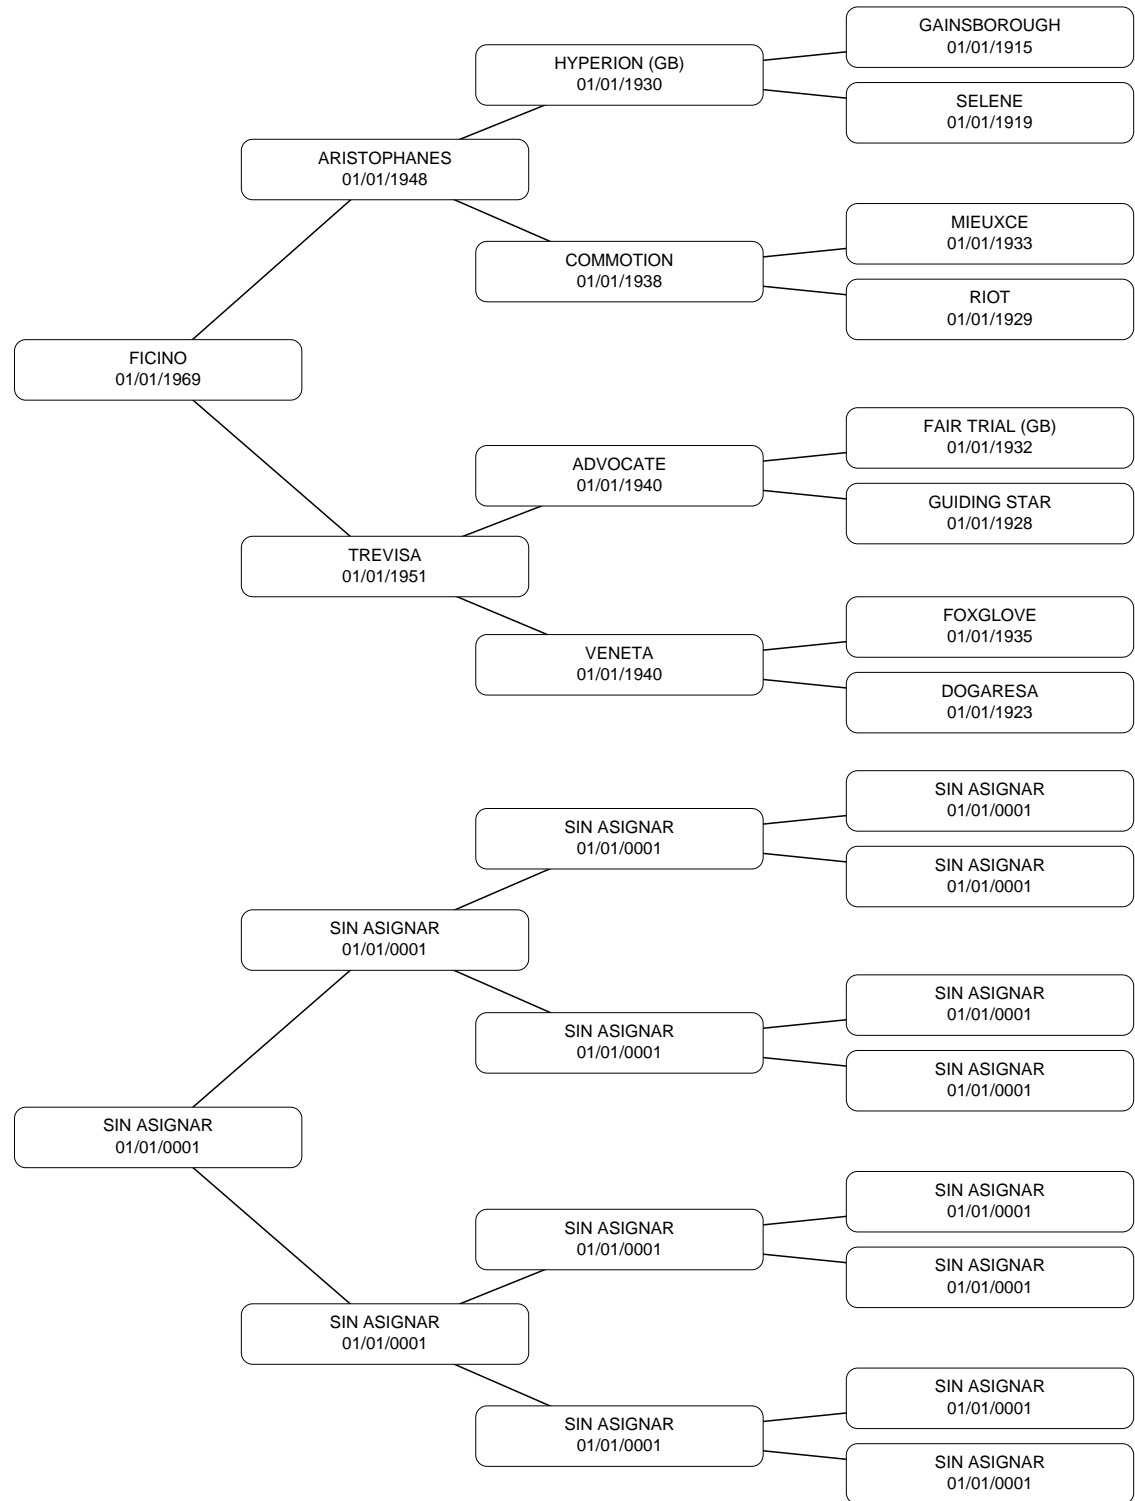 GAINSBOROUGH
01/01/1915
HYPERION (GB)
01/01/1930
SELENE
01/01/1919
ARISTOPHANES
01/01/1948
MIEUXCE
01/01/1933
COMMOTION
01/01/1938
RIOT
01/01/1929
FICINO
01/01/1969
FAIR TRIAL (GB)
01/01/1932
ADVOCATE
01/01/1940
GUIDING STAR
01/01/1928
TREVISA
01/01/1951
FOXGLOVE
01/01/1935
VENETA
01/01/1940
DOGARESA
01/01/1923
SIN ASIGNAR
01/01/0001
SIN ASIGNAR
01/01/0001
SIN ASIGNAR
01/01/0001
SIN ASIGNAR
01/01/0001
SIN ASIGNAR
01/01/0001
SIN ASIGNAR
01/01/0001
SIN ASIGNAR
01/01/0001
SIN ASIGNAR
01/01/0001
SIN ASIGNAR
01/01/0001
SIN ASIGNAR
01/01/0001
SIN ASIGNAR
01/01/0001
SIN ASIGNAR
01/01/0001
SIN ASIGNAR
01/01/0001
SIN ASIGNAR
01/01/0001
SIN ASIGNAR
01/01/0001